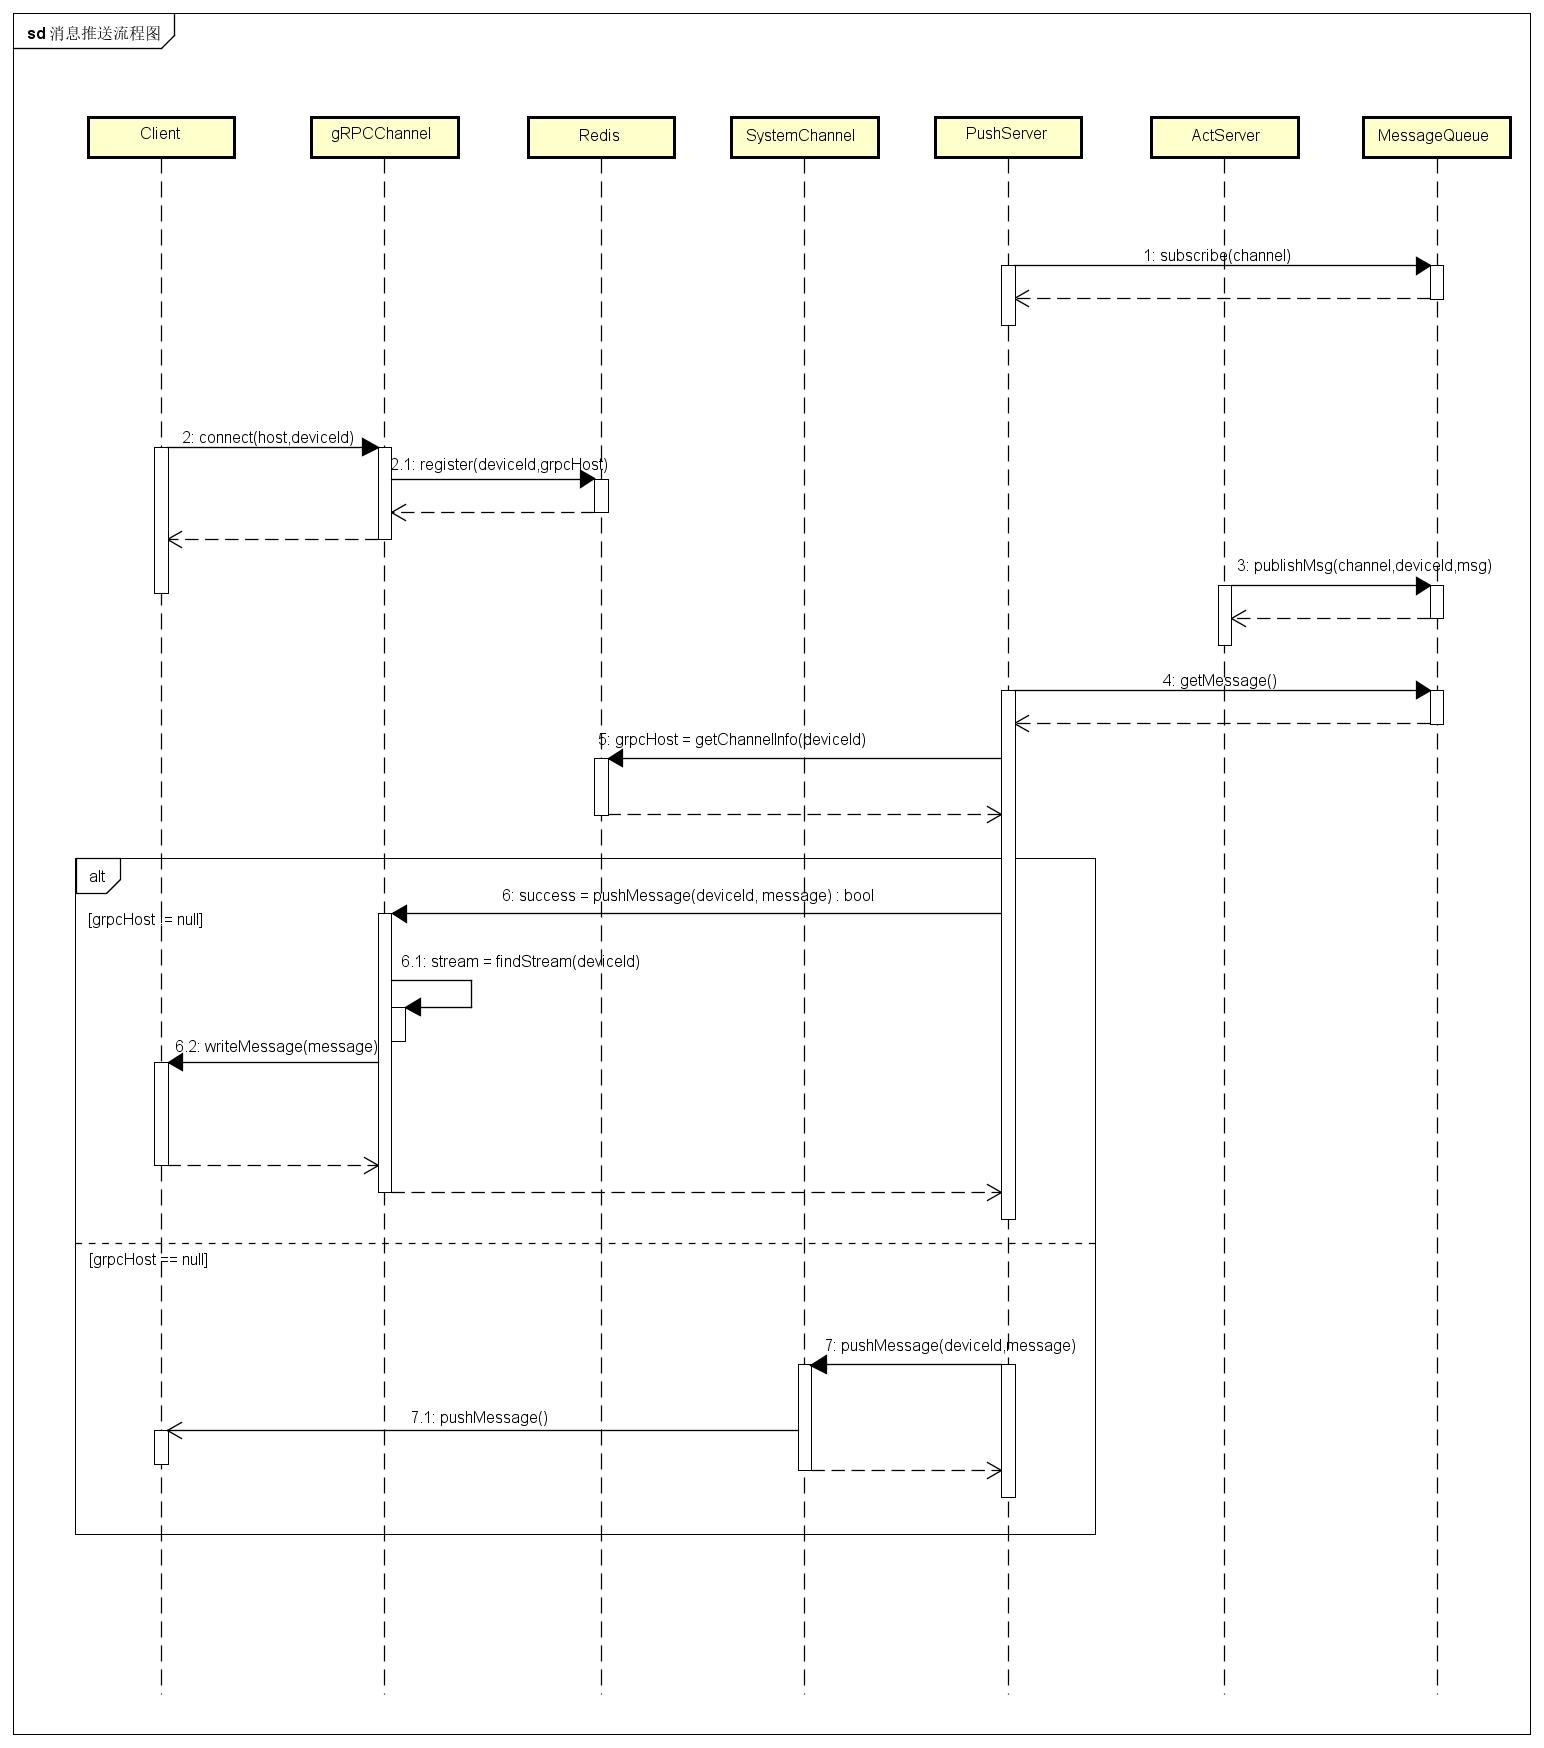 sd 消息推送流程图
Client
gRPCChannel
Redis
SystemChannel
PushServer
ActServer
MessageQueue
1: subscribe(channel)
2: connect(host,deviceId)
2.1: register(deviceId,grpcHost)
3: publishMsg(channel,deviceId,msg)
4: getMessage()
5: grpcHost = getChannelInfo(deviceId)
alt
6: success = pushMessage(deviceId, message) : bool
[grpcHost != null]
6.1: stream = findStream(deviceId)
6.2: writeMessage(message)
[grpcHost == null]
7: pushMessage(deviceId,message)
7.1: pushMessage()